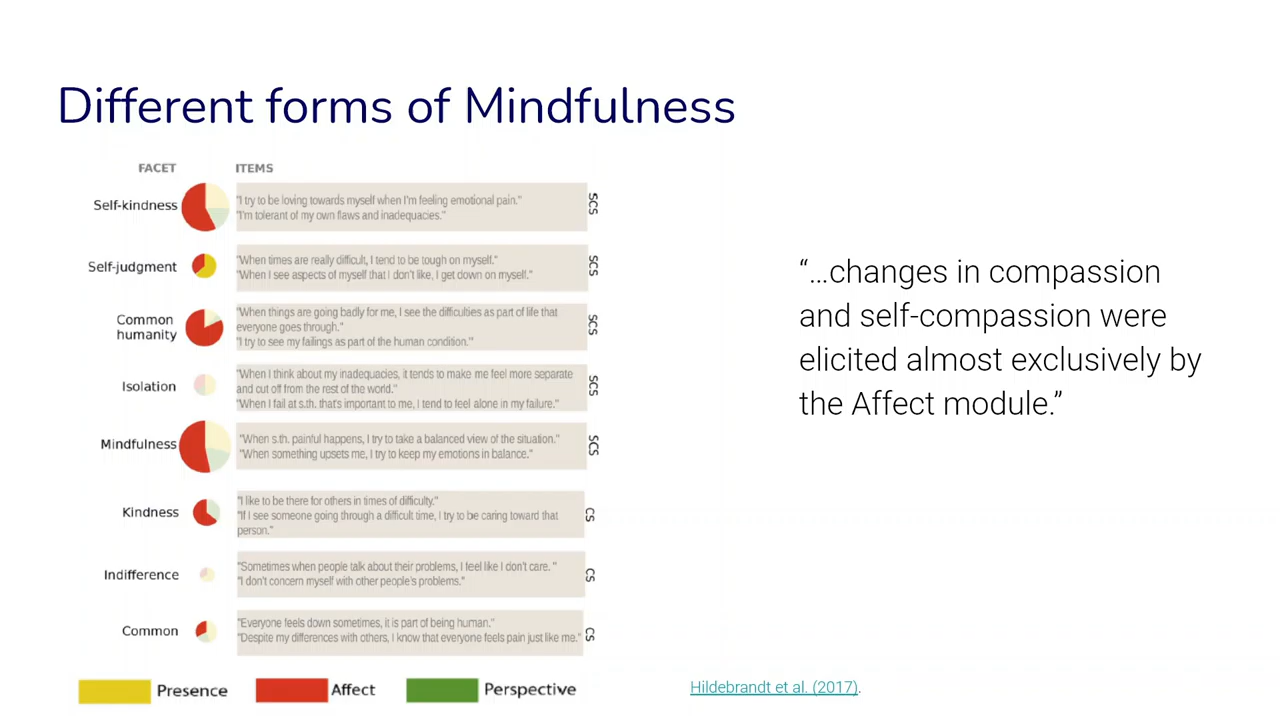 Different forms of Mindfulness
FACET ITEMS
Self-kindness
"I try to be loving towards myself when I'm feeling emotional pain."
"I'm tolerant of my own flaws and inadequacies."
SCS
Self-judgment
"When times are really difficult, I tend to be tough on myself."
"When I see aspects of myself that I don't like, I get down on myself."
SCS
Common
humanity
"When things are going badly for me, I see the difficulties as part of life that
everyone goes through."
"I try to see my failings as part of the human condition."
SCS
Isolation
"When I think about my inadequacies, it tends to make me feel more separate
and cut off from the rest of the world."
"When I fail at s.th. that's important to me, I tend to feel alone in my failure."
SCS
Mindfulness
"When s.th. painful happens, I try to take a balanced view of the situation."
"When something upsets me, I try to keep my emotions in balance."
SCS
Kindness
"I like to be there for others in times of difficulty."
"If I see someone going through a difficult time, I try to be caring toward that
person."
CS
Indifference
"Sometimes when people talk about their problems, I feel like I don't care. "
"I don't concern myself with other people's problems."
CS
Common
"Everyone feels down sometimes, it is part of being human."
"Despite my differences with others, I know that everyone feels pain just like me."
CS
Presence Affect Perspective
“...changes in compassion
and self-compassion were
elicited almost exclusively by
the Affect module.”
Hildebrandt et al. (2017).